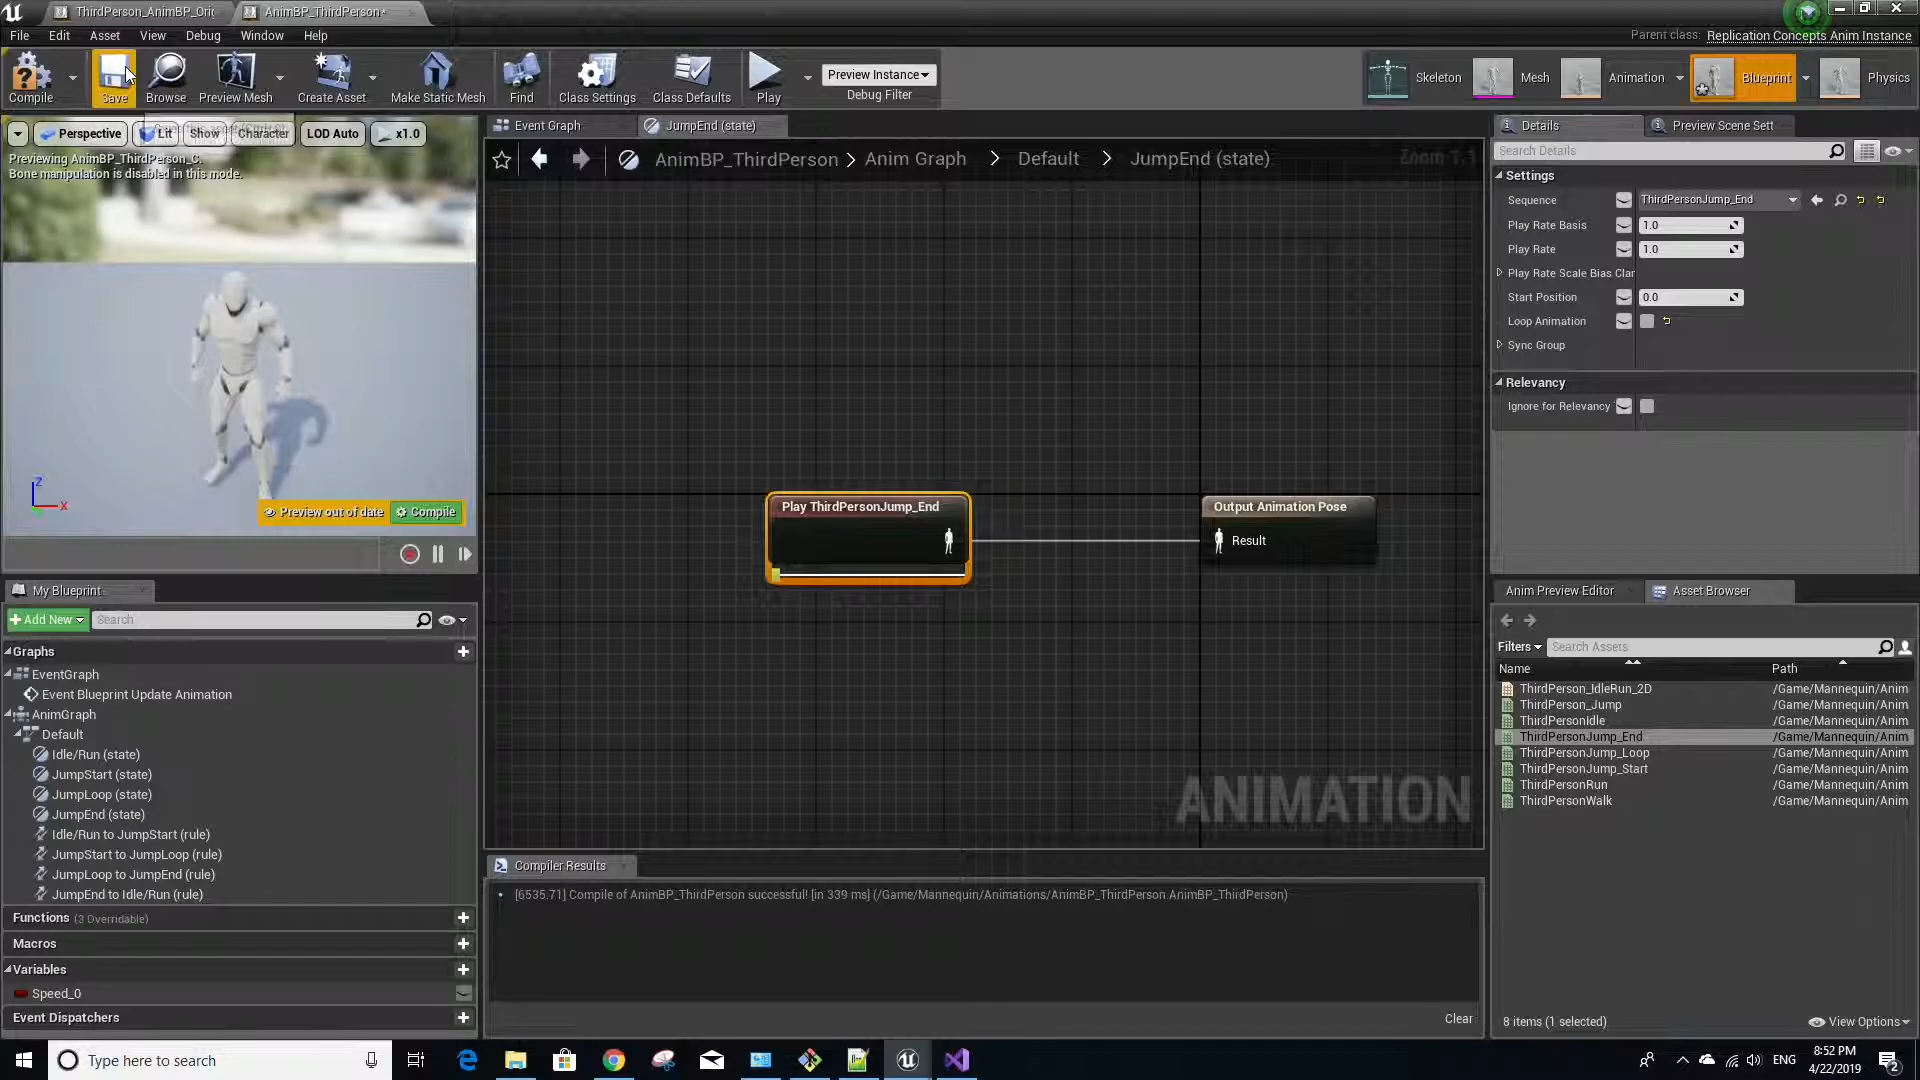 ThirdPerson_AnimBP_Orig
AnimBP_ThirdPerson*
File Edit Asset View Debug Window Help
Parent class: Replication Concepts Anim Instance
Compile
Save
Browse
Preview Mesh
Create Asset
Make Static Mesh
Find
Class Settings
Class Defaults
Play
Preview Instance
Debug Filter
Skeleton
Mesh
Animation
Blueprint
Physics
Perspective
Lit
Show
Character
LOD Auto
x1.0
Previewing AnimBP_ThirdPerson_C.
Bone manipulation is disabled in this mode.
Z
X
Preview out of date
Compile
Event Graph
JumpEnd (state)
AnimBP_ThirdPerson > Anim Graph > Default > JumpEnd (state)
Play ThirdPersonJump_End
Output Animation Pose
Result
ANIMATION
Details
Preview Scene Sett
Search Details
Settings
Sequence ThirdPersonJump_End
Play Rate Basis 1.0
Play Rate 1.0
Play Rate Scale Bias Clar
Start Position 0.0
Loop Animation
Sync Group
Relevancy
Ignore for Relevancy
My Blueprint
Add New
Search
Graphs
EventGraph
Event Blueprint Update Animation
AnimGraph
Default
Idle/Run (state)
JumpStart (state)
JumpLoop (state)
JumpEnd (state)
Idle/Run to JumpStart (rule)
JumpStart to JumpLoop (rule)
JumpLoop to JumpEnd (rule)
JumpEnd to Idle/Run (rule)
Functions (3 Overridable)
Macros
Variables
Speed_0
Event Dispatchers
Compiler Results
[6535.71] Compile of AnimBP_ThirdPerson successful! [in 339 ms] (/Game/Mannequin/Animations/AnimBP_ThirdPerson.AnimBP_ThirdPerson)
Clear
Anim Preview Editor
Asset Browser
Filters
Search Assets
Name Path
ThirdPerson_IdleRun_2D /Game/Mannequin/Anim
ThirdPerson_Jump /Game/Mannequin/Anim
ThirdPersonIdle /Game/Mannequin/Anim
ThirdPersonJump_End /Game/Mannequin/Anim
ThirdPersonJump_Loop /Game/Mannequin/Anim
ThirdPersonJump_Start /Game/Mannequin/Anim
ThirdPersonRun /Game/Mannequin/Anim
ThirdPersonWalk /Game/Mannequin/Anim
8 items (1 selected)
View Options
Type here to search
ENG
8:52 PM
4/22/2019
2